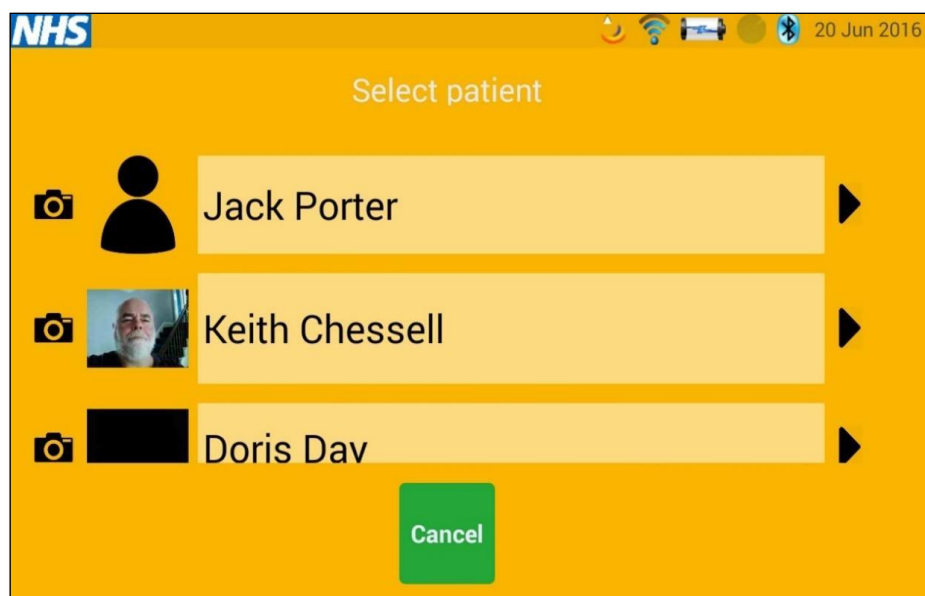 NHS
20 Jun 2016
Select patient
Jack Porter
Keith Chessell
Doris Day
Cancel